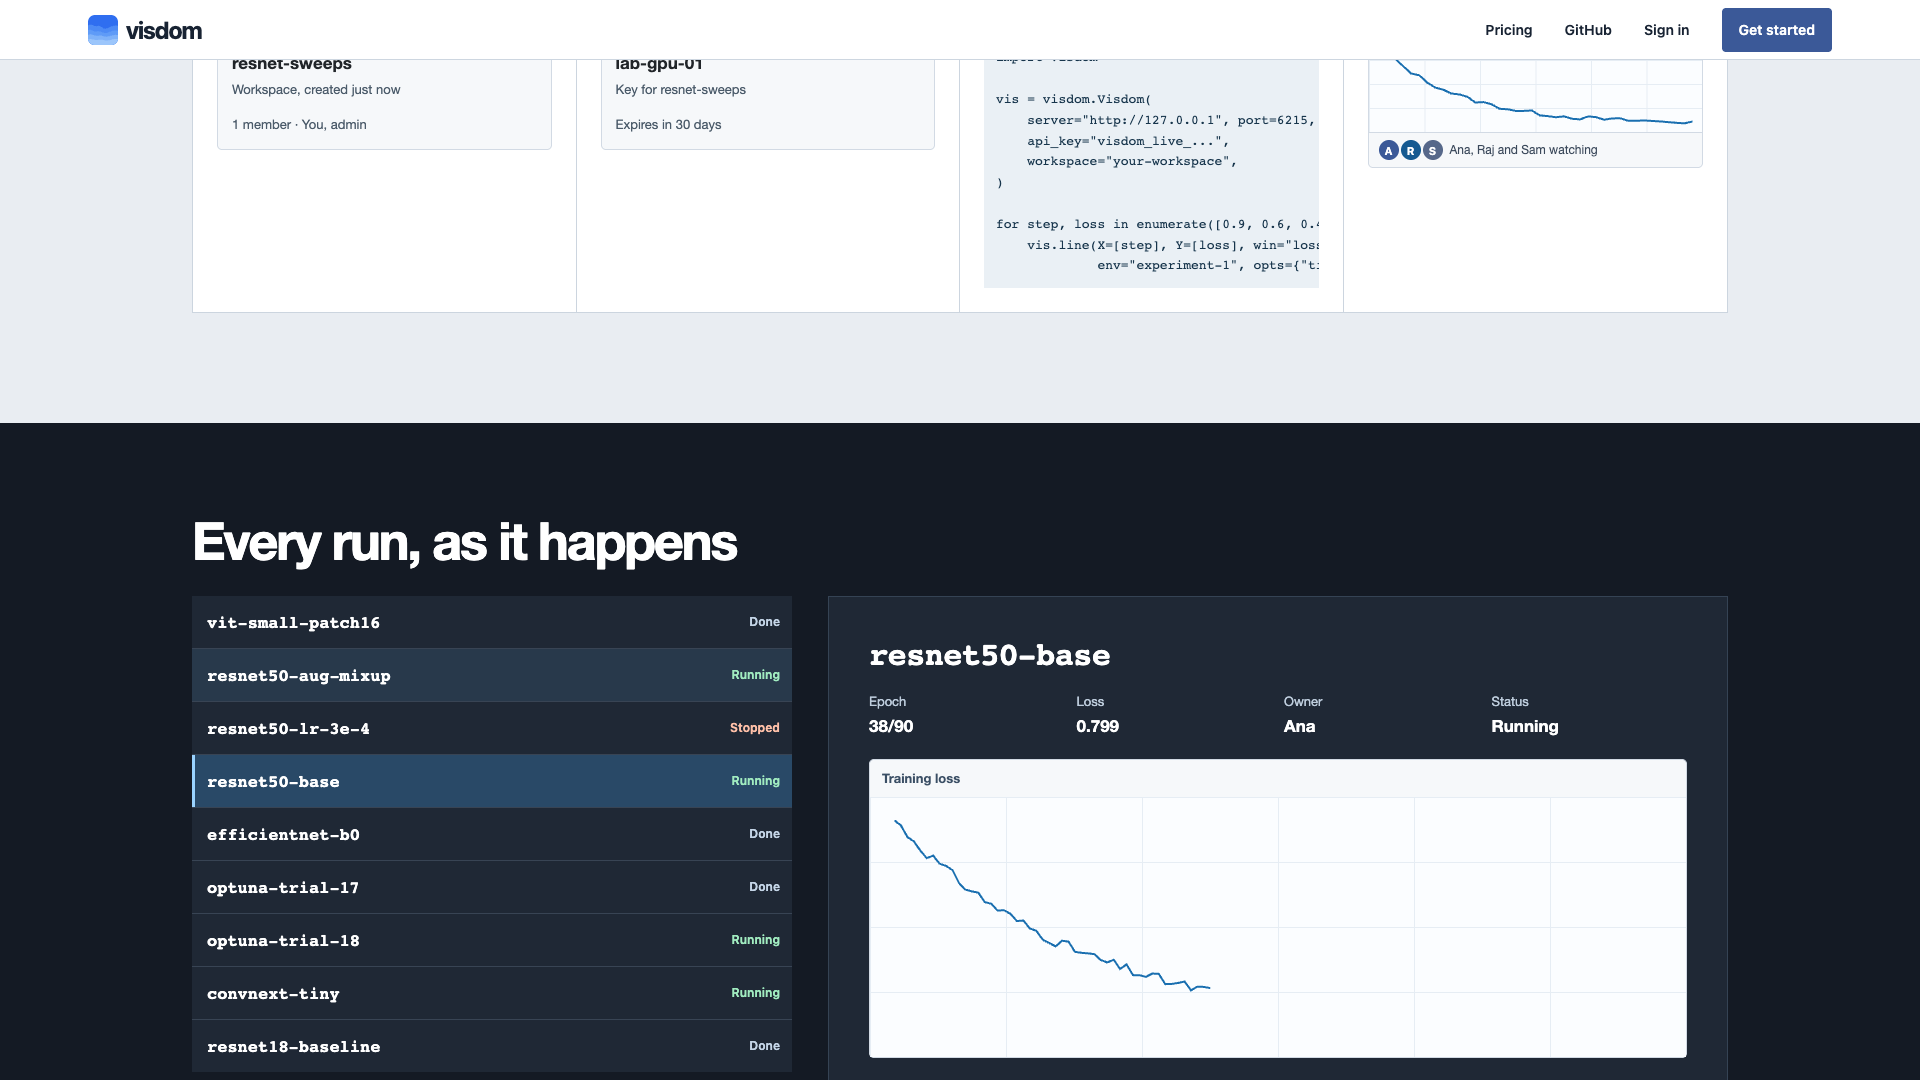 visdom
Pricing
GitHub
Sign in
Get started
resnet-sweeps
Workspace, created just now
1 member · You, admin
lab-gpu-01
Key for resnet-sweeps
Expires in 30 days
import visdom
vis = visdom.Visdom(
    server="http://127.0.0.1", port=6215,
    api_key="visdom_live_...",
    workspace="your-workspace",
)
for step, loss in enumerate([0.9, 0.6, 0.4
    vis.line(X=[step], Y=[loss], win="loss
             env="experiment-1", opts={"ti
A R S Ana, Raj and Sam watching
Every run, as it happens
vit-small-patch16 Done
resnet50-aug-mixup Running
resnet50-lr-3e-4 Stopped
resnet50-base Running
efficientnet-b0 Done
optuna-trial-17 Done
optuna-trial-18 Running
convnext-tiny Running
resnet18-baseline Done
resnet50-base
Epoch Loss Owner Status
38/90 0.799 Ana Running
Training loss